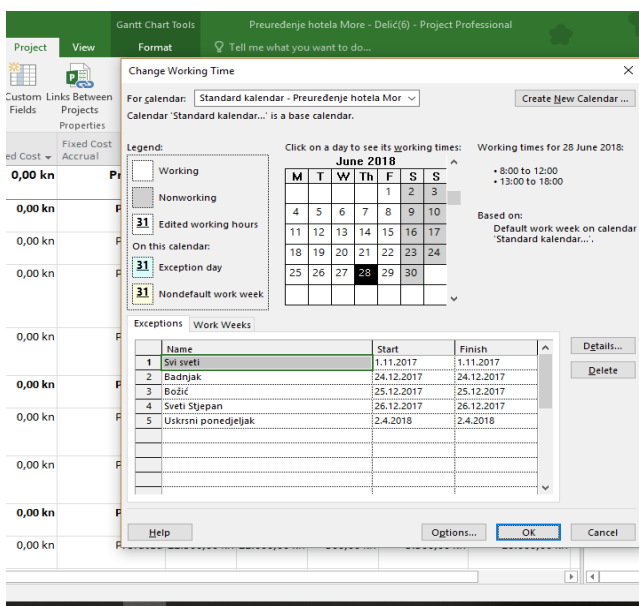 Gantt Chart Tools
Preuređenje hotela More - Delić(6) - Project Professional
Project View Format Tell me what you want to do...
Custom Fields
Links Between Projects
Properties
ed Cost
Fixed Cost Accrual
0,00 kn Pr
0,00 kn P
0,00 kn P
0,00 kn P
0,00 kn P
0,00 kn P
0,00 kn P
0,00 kn P
0,00 kn P
0,00 kn
Change Working Time
For calendar: Standard kalendar - Preuređenje hotela Mor
Create New Calendar ...
Calendar 'Standard kalendar...' is a base calendar.
Legend:
Working
Nonworking
31 Edited working hours
On this calendar:
31 Exception day
31 Nondefault work week
Click on a day to see its working times:
June 2018
M T W Th F S S
1 2 3
4 5 6 7 8 9 10
11 12 13 14 15 16 17
18 19 20 21 22 23 24
25 26 27 28 29 30
Working times for 28 June 2018:
• 8:00 to 12:00
• 13:00 to 18:00
Based on:
Default work week on calendar
'Standard kalendar...'.
Exceptions Work Weeks
Name Start Finish
1 Svi sveti 1.11.2017 1.11.2017
2 Badnjak 24.12.2017 24.12.2017
3 Božić 25.12.2017 25.12.2017
4 Sveti Stjepan 26.12.2017 26.12.2017
5 Uskrsni ponedjeljak 2.4.2018 2.4.2018
Details...
Delete
Help
Options...
OK
Cancel